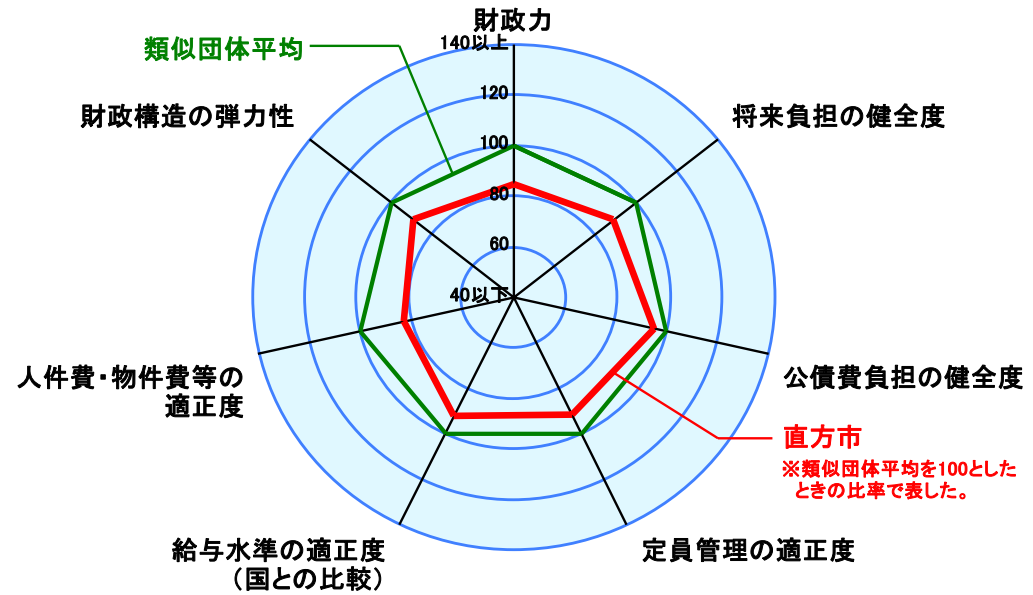 財政力
140以上
類似団体平均
120
財政構造の弾力性
将来負担の健全度
100
80
60
40以下
人件費・物件費等の
適正度
公債費負担の健全度
直方市
※類似団体平均を100とした
ときの比率で表した。
給与水準の適正度
（国との比較）
定員管理の適正度